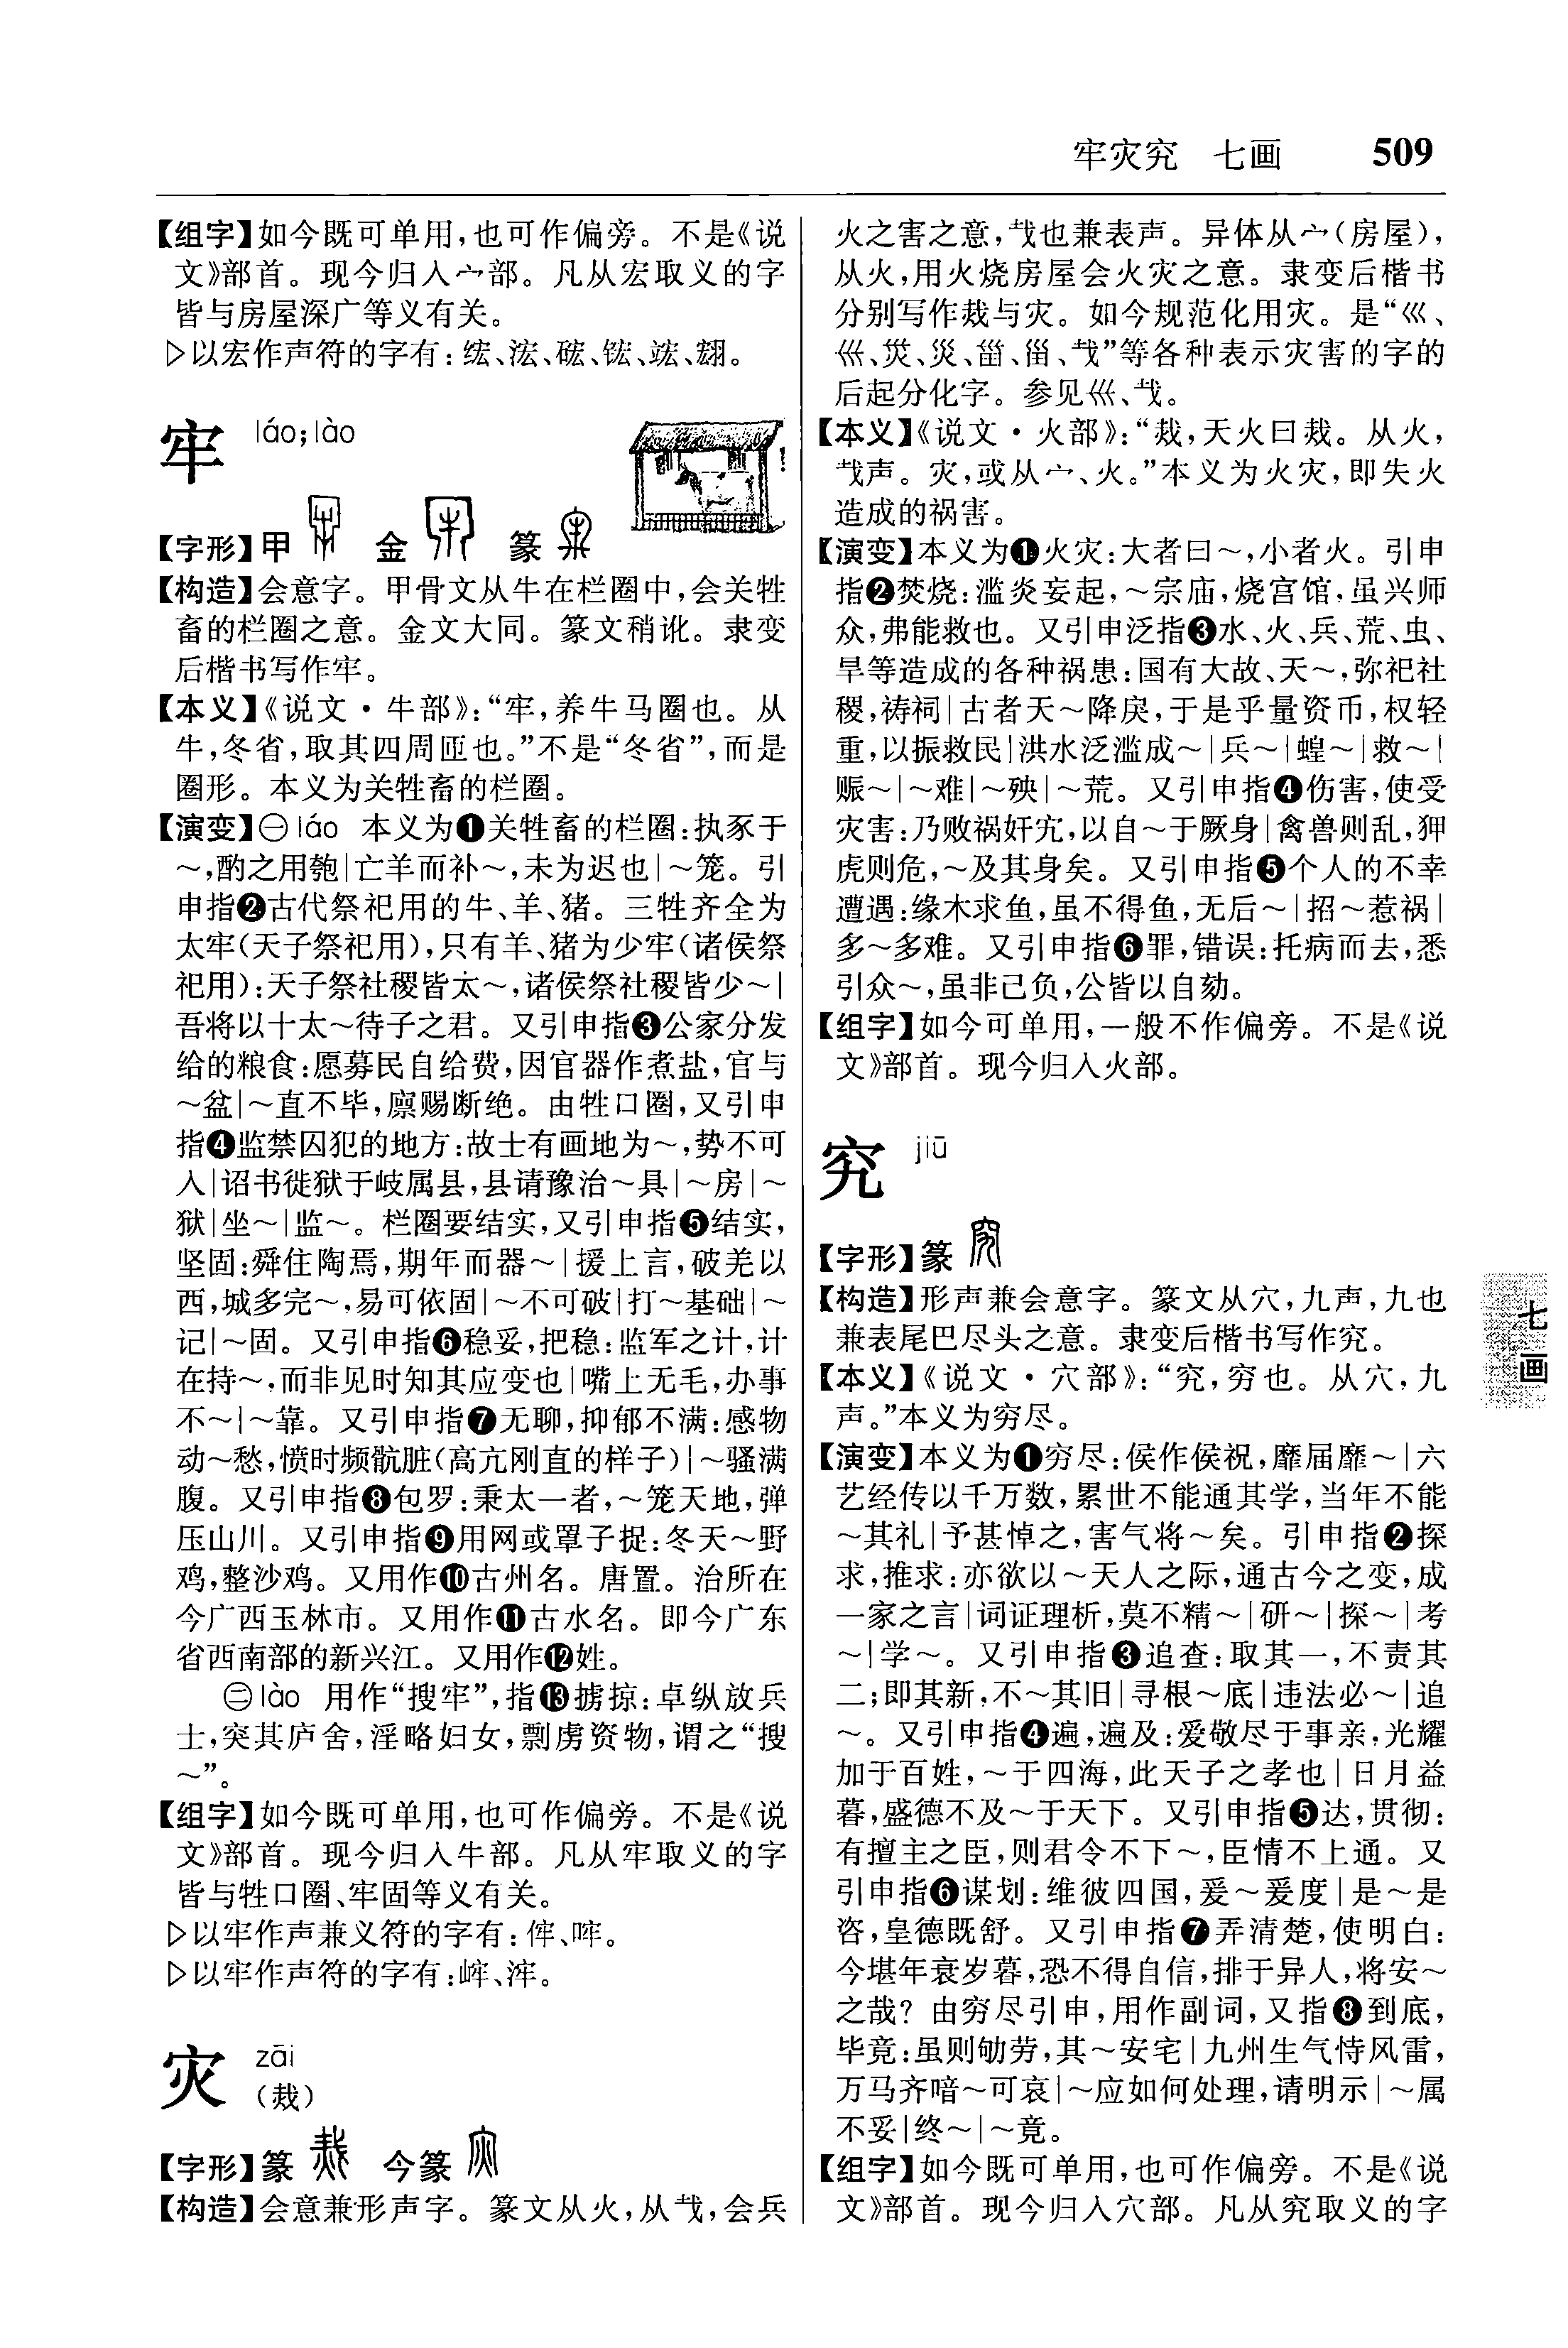 牢灾究 七画 509
【组字】如今既可单用,也可作偏旁。不是《说
文》部首。现今归入宀部。凡从宏取义的字
皆与房屋深广等义有关。
▷以宏作声符的字有:纮、浤、硡、铉、竑、翃。
牢 láo;lào
【字形】甲 金 篆
【构造】会意字。甲骨文从牛在栏圈中,会关牲
畜的栏圈之意。金文大同。篆文稍讹。隶变
后楷书写作牢。
【本义】《说文·牛部》:“牢,养牛马圈也。从
牛,冬省,取其四周匝也。”不是“冬省”,而是
圈形。本义为关牲畜的栏圈。
【演变】㊀láo 本义为❶关牲畜的栏圈:执豕于
~,酌之用匏|亡羊而补~,未为迟也|~笼。引
申指❷古代祭祀用的牛、羊、猪。三牲齐全为
太牢(天子祭祀用),只有羊、猪为少牢(诸侯祭
祀用):天子祭社稷皆太~,诸侯祭社稷皆少~|
吾将以十太~待子之君。又引申指❸公家分发
给的粮食:愿募民自给费,因官器作煮盐,官与
~盆|~直不毕,廪赐断绝。由牲口圈,又引申
指❹监禁囚犯的地方:故士有画地为~,势不可
入|诏书徙狱于岐属县,县请豫治~具|~房|~
狱|坐~|监~。栏圈要结实,又引申指❺结实,
坚固:舜住陶焉,期年而器~|援上言,破羌以
西,城多完~,易可依固|~不可破|打~基础|~
记|~固。又引申指❻稳妥,把稳:监军之计,计
在持~,而非见时知其应变也|嘴上无毛,办事
不~|~靠。又引申指❼无聊,抑郁不满:感物
动~愁,愤时频骯脏(高亢刚直的样子)|~骚满
腹。又引申指❽包罗:秉太一者,~笼天地,弹
压山川。又引申指❾用网或罩子捉:冬天~野
鸡,整沙鸡。又用作❿古州名。唐置。治所在
今广西玉林市。又用作⓫古水名。即今广东
省西南部的新兴江。又用作⓬姓。
㊁lào 用作“搜牢”,指⓭掳掠:卓纵放兵
士,突其庐舍,淫略妇女,剽虏资物,谓之“搜
~”。
【组字】如今既可单用,也可作偏旁。不是《说
文》部首。现今归入牛部。凡从牢取义的字
皆与牲口圈、牢固等义有关。
▷以牢作声兼义符的字有:㑽、哰。
▷以牢作声符的字有:崪、浶。
灾 zāi
(烖)
【字形】篆 今篆
【构造】会意兼形声字。篆文从火,从𢦏,会兵
火之害之意,𢦏也兼表声。异体从宀(房屋),
从火,用火烧房屋会火灾之意。隶变后楷书
分别写作烖与灾。如今规范化用灾。是“巛、
𡿧、烖、災、甾、𢦏”等各种表示灾害的字的
后起分化字。参见𡿧、𢦏。
【本义】《说文·火部》:“烖,天火曰烖。从火,
𢦏声。灾,或从宀、火。”本义为火灾,即失火
造成的祸害。
【演变】本义为❶火灾:大者曰~,小者火。引申
指❷焚烧:滥炎妄起,~宗庙,烧宫馆,虽兴师
众,弗能救也。又引申泛指❸水、火、兵、荒、虫、
旱等造成的各种祸患:国有大故、天~,弥祀社
稷,祷祠|古者天~降戾,于是乎量资币,权轻
重,以振救民|洪水泛滥成~|兵~|蝗~|救~|
赈~|~难|~殃|~荒。又引申指❹伤害,使受
灾害:乃败祸奸宄,以自~于厥身|禽兽则乱,狎
虎则危,~及其身矣。又引申指❺个人的不幸
遭遇:缘木求鱼,虽不得鱼,无后~|招~惹祸|
多~多难。又引申指❻罪,错误:托病而去,悉
引众~,虽非己负,公皆以自劾。
【组字】如今可单用,一般不作偏旁。不是《说
文》部首。现今归入火部。
究 jiū
【字形】篆
【构造】形声兼会意字。篆文从穴,九声,九也
兼表尾巴尽头之意。隶变后楷书写作究。
【本义】《说文·穴部》:“究,穷也。从穴,九
声。”本义为穷尽。
【演变】本义为❶穷尽:侯作侯祝,靡届靡~|六
艺经传以千万数,累世不能通其学,当年不能
~其礼|予甚悼之,害气将~矣。引申指❷探
求,推求:亦欲以~天人之际,通古今之变,成
一家之言|词证理析,莫不精~|研~|探~|考
~|学~。又引申指❸追查:取其一,不责其
二;即其新,不~其旧|寻根~底|违法必~|追
~。又引申指❹遍,遍及:爱敬尽于事亲,光耀
加于百姓,~于四海,此天子之孝也|日月益
暮,盛德不及~于天下。又引申指❺达,贯彻:
有擅主之臣,则君令不下~,臣情不上通。又
引申指❻谋划:维彼四国,爰~爰度|是~是
咨,皇德既舒。又引申指❼弄清楚,使明白:
今堪年衰岁暮,恐不得自信,排于异人,将安~
之哉?由穷尽引申,用作副词,又指❽到底,
毕竟:虽则劬劳,其~安宅|九州生气恃风雷,
万马齐喑~可哀|~应如何处理,请明示|~属
不妥|终~|~竟。
【组字】如今既可单用,也可作偏旁。不是《说
文》部首。现今归入穴部。凡从究取义的字
七画